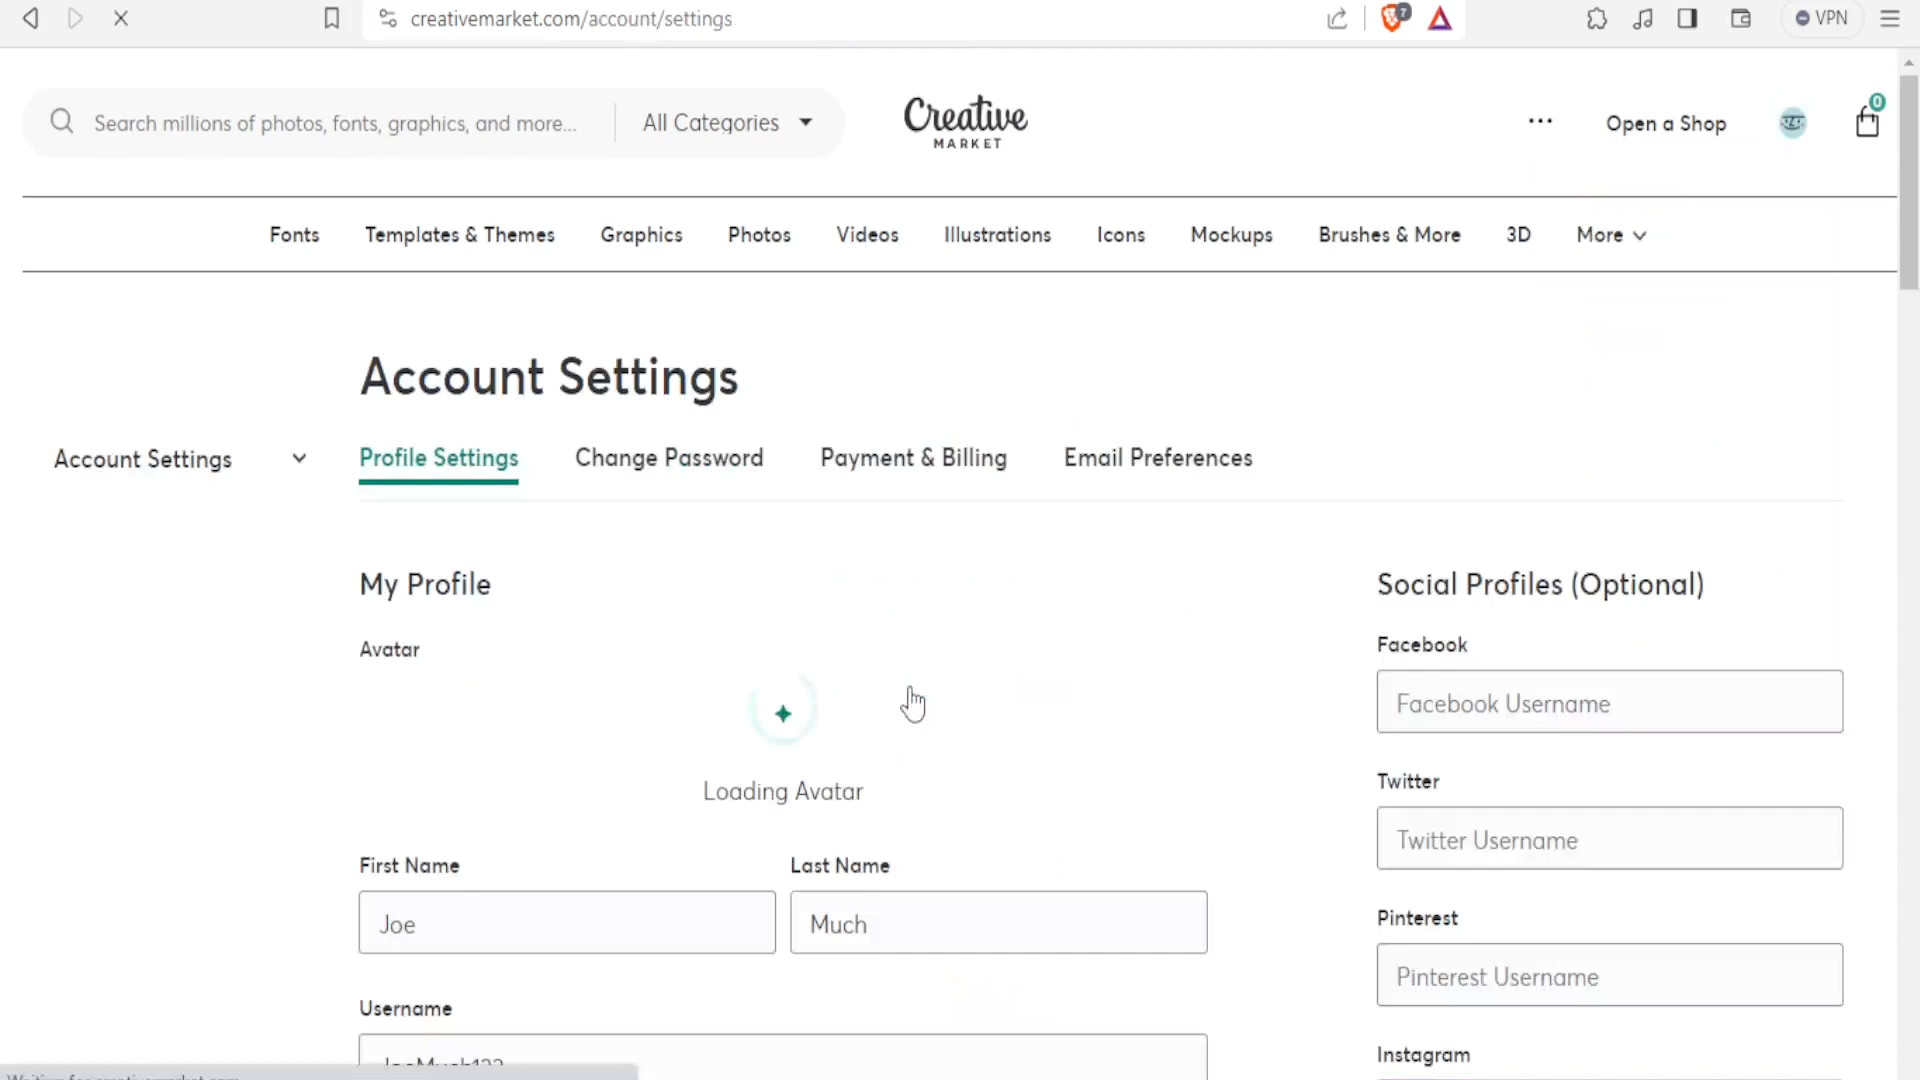 creativemarket.com/account/settings
7
VPN
Search millions of photos, fonts, graphics, and more...
All Categories
Creative
MARKET
...
Open a Shop
0
Fonts
Templates & Themes
Graphics
Photos
Videos
Illustrations
Icons
Mockups
Brushes & More
3D
More
Account Settings
Account Settings
Profile Settings
Change Password
Payment & Billing
Email Preferences
My Profile
Social Profiles (Optional)
Avatar
Facebook
Facebook Username
Loading Avatar
Twitter
Twitter Username
First Name
Last Name
Joe
Much
Pinterest
Pinterest Username
Username
Instagram